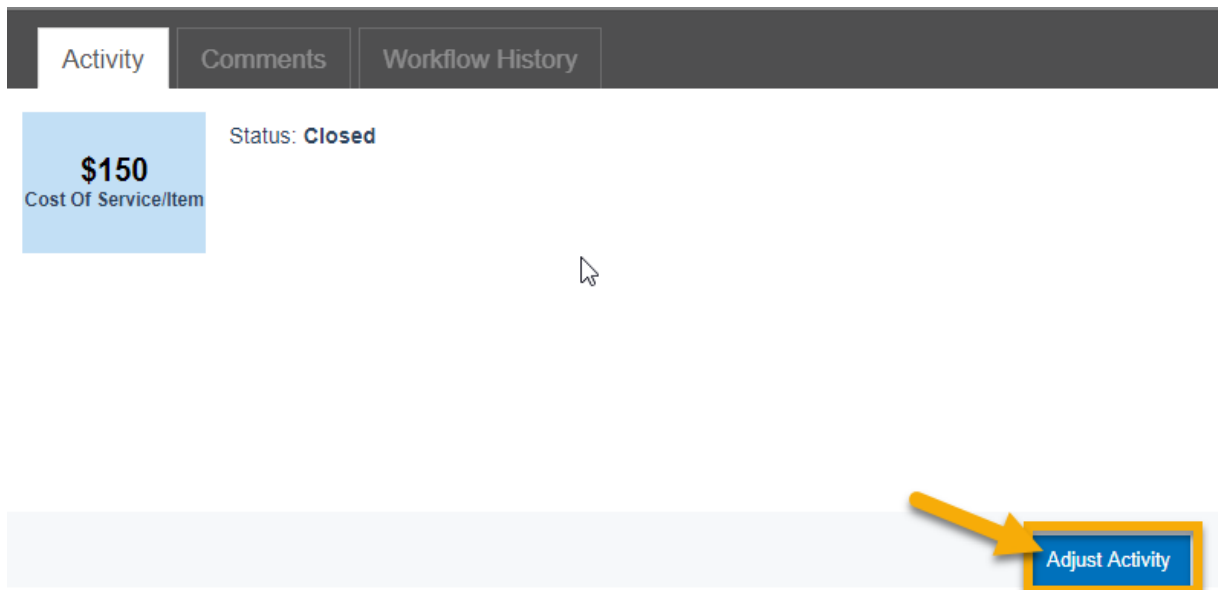 Activity Comments Workflow History
$150
Cost Of Service/Item
Status: Closed
Adjust Activity